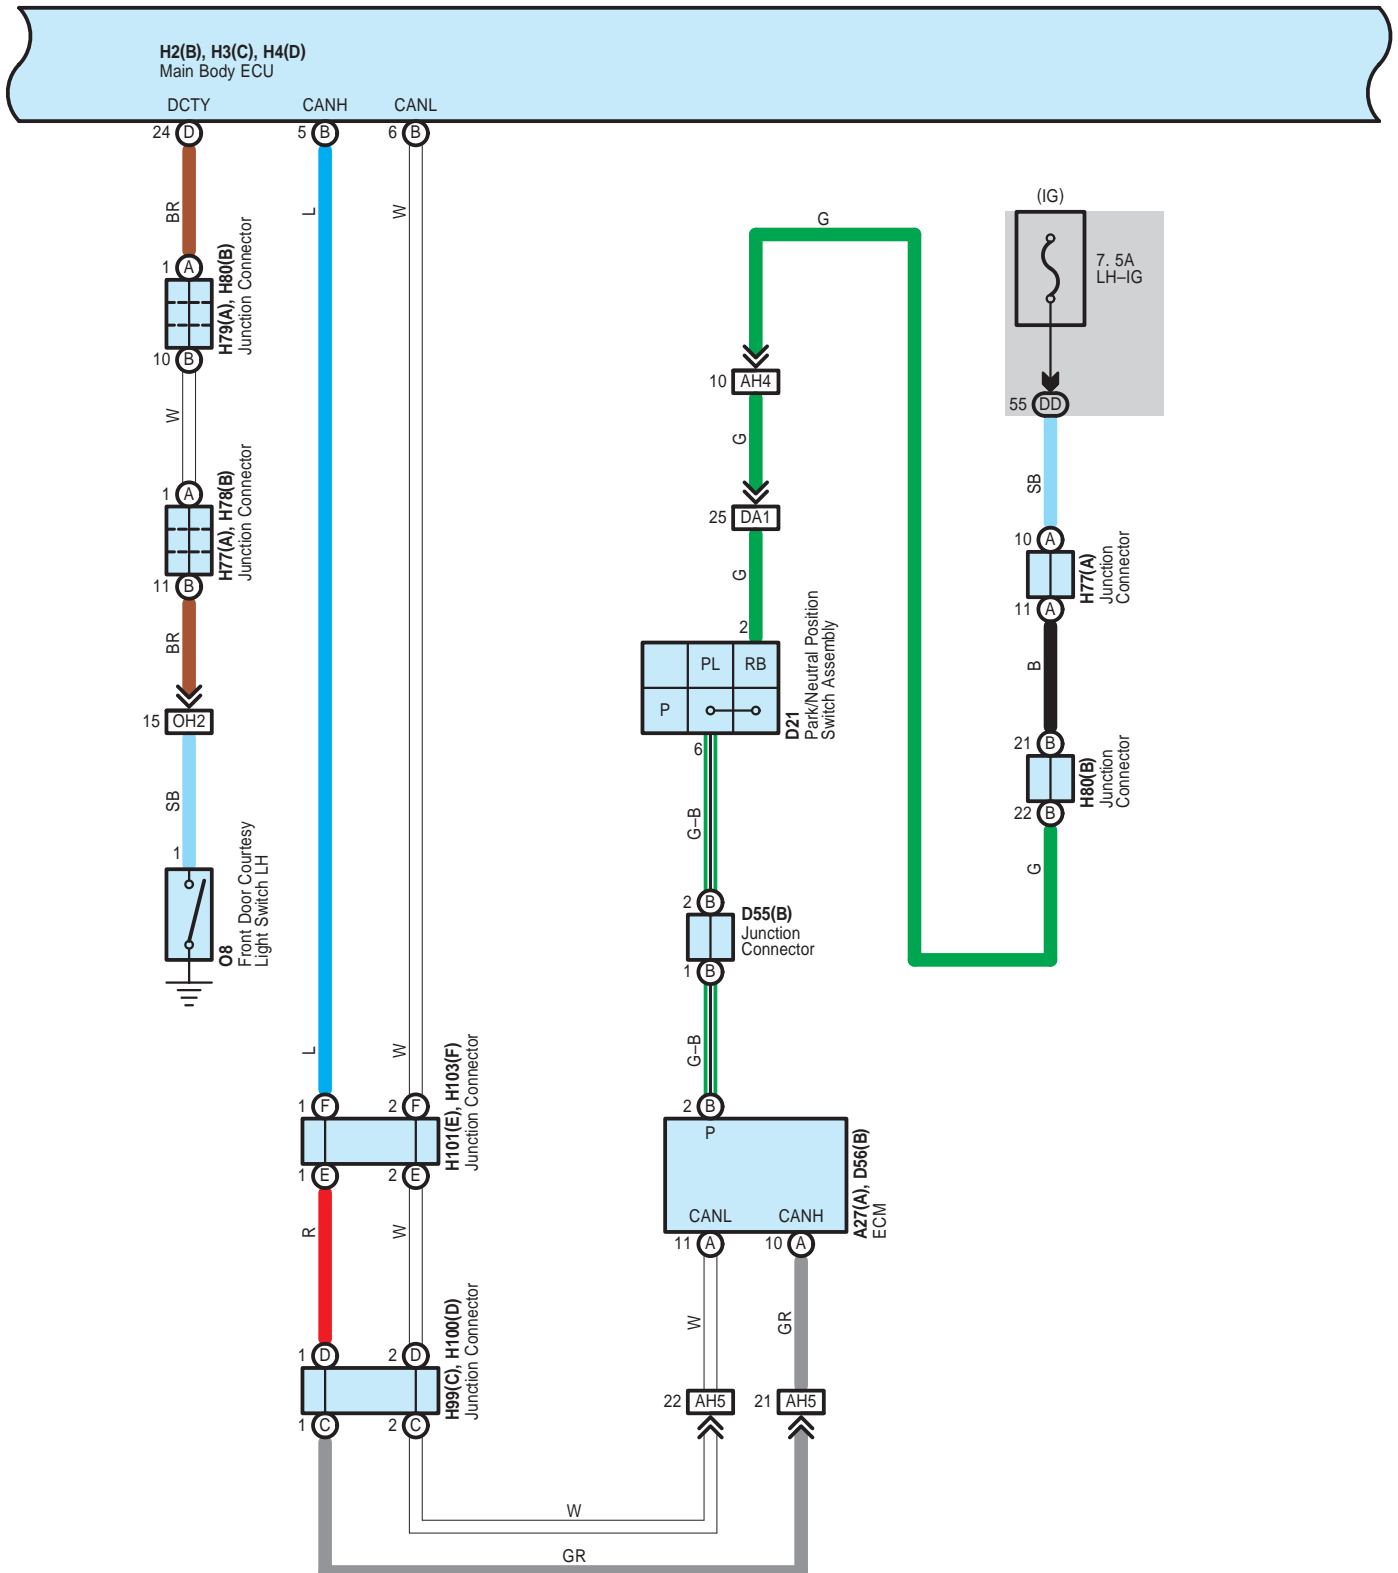 H2(B), H3(C), H4(D)
Main Body ECU
DCTY
CANH
CANL
24 D
5 B
6 B
BR
L
W
1 A
H79(A), H80(B)
Junction Connector
10 B
W
1 A
H77(A), H78(B)
Junction Connector
11 B
BR
15 OH2
SB
1
O8
Front Door Courtesy
Light Switch LH
L
W
1 F
2 F
H101(E), H103(F)
Junction Connector
1 E
2 E
R
W
1 D
2 D
H99(C), H100(D)
Junction Connector
1 C
2 C
W
GR
G
10 AH4
G
25 DA1
G
2
PL
RB
P
D21
Park/Neutral Position
Switch Assembly
6
G–B
2 B
D55(B)
Junction
Connector
1 B
G–B
2 B
P
A27(A), D56(B)
ECM
CANL
CANH
11 A
10 A
W
GR
22 AH5
21 AH5
(IG)
7. 5A
LH–IG
55 DD
SB
10 A
H77(A)
Junction
Connector
11 A
B
21 B
H80(B)
Junction
Connector
22 B
G